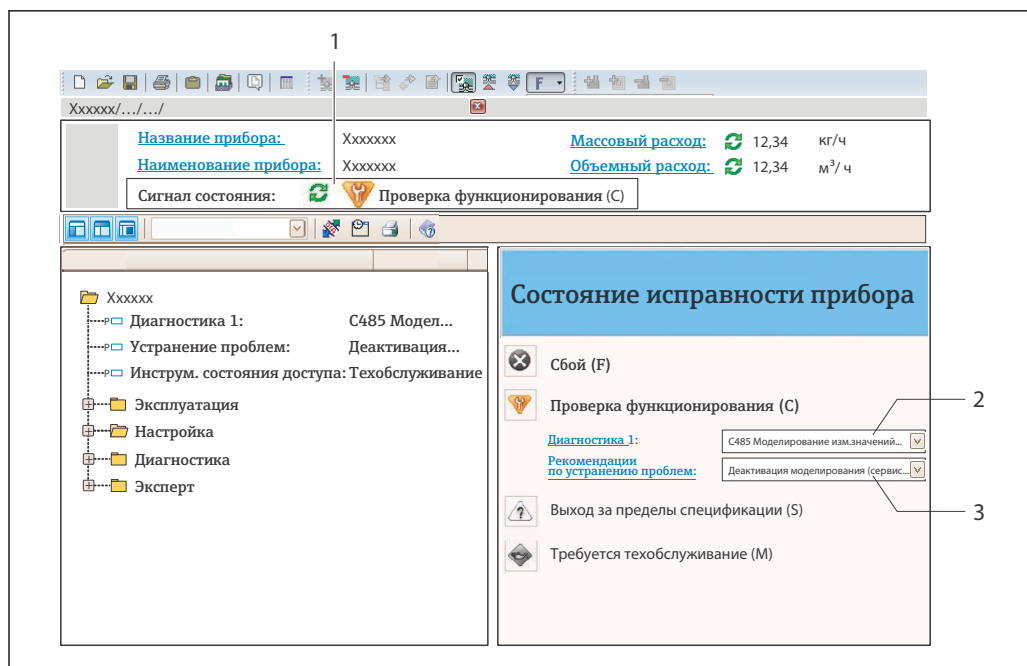 1
F
Xxxxxx/.../.../
Название прибора: Xxxxxxx Массовый расход: 12,34 кг/ч
Наименование прибора: Xxxxxxx Объемный расход: 12,34 м³/ ч
Сигнал состояния: Проверка функционирования (C)
Xxxxxx
P Диагностика 1: C485 Модел...
P Устранение проблем: Деактивация...
P Инструм. состояния доступа: Техобслуживание
Эксплуатация
Настройка
Диагностика
Эксперт
Состояние исправности прибора
Сбой (F)
Проверка функционирования (C)
2
Диагностика 1: C485 Моделирование изм.значений...
Рекомендации
по устранению проблем: Деактивация моделирования (сервис...
3
Выход за пределы спецификации (S)
Требуется техобслуживание (M)